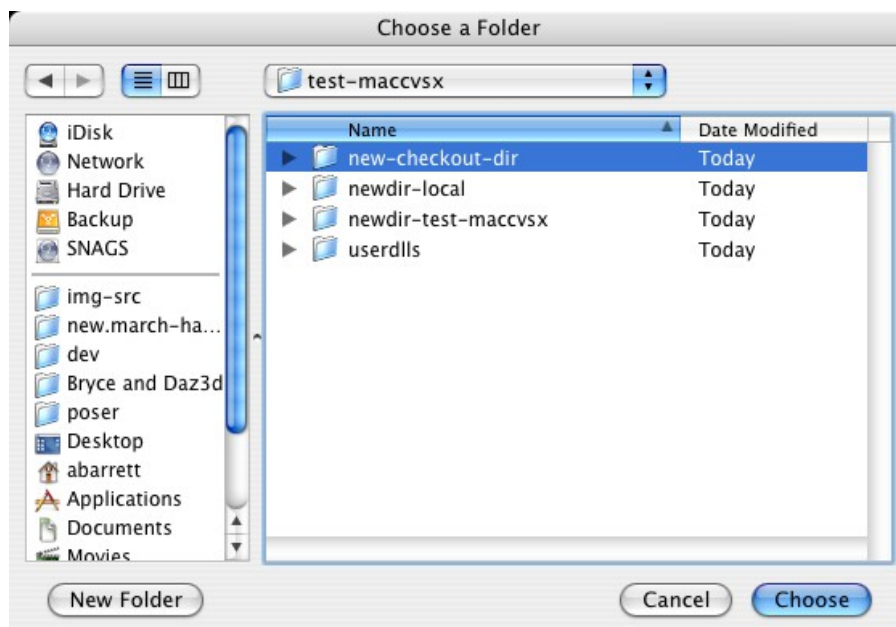 Choose a Folder
test-maccvsx
iDisk
Network
Hard Drive
Backup
SNAGS
img-src
new.march-ha...
dev
Bryce and Daz3d
poser
Desktop
abarrett
Applications
Documents
Movies
Name Date Modified
new-checkout-dir Today
newdir-local Today
newdir-test-maccvsx Today
userdlls Today
New Folder Cancel Choose